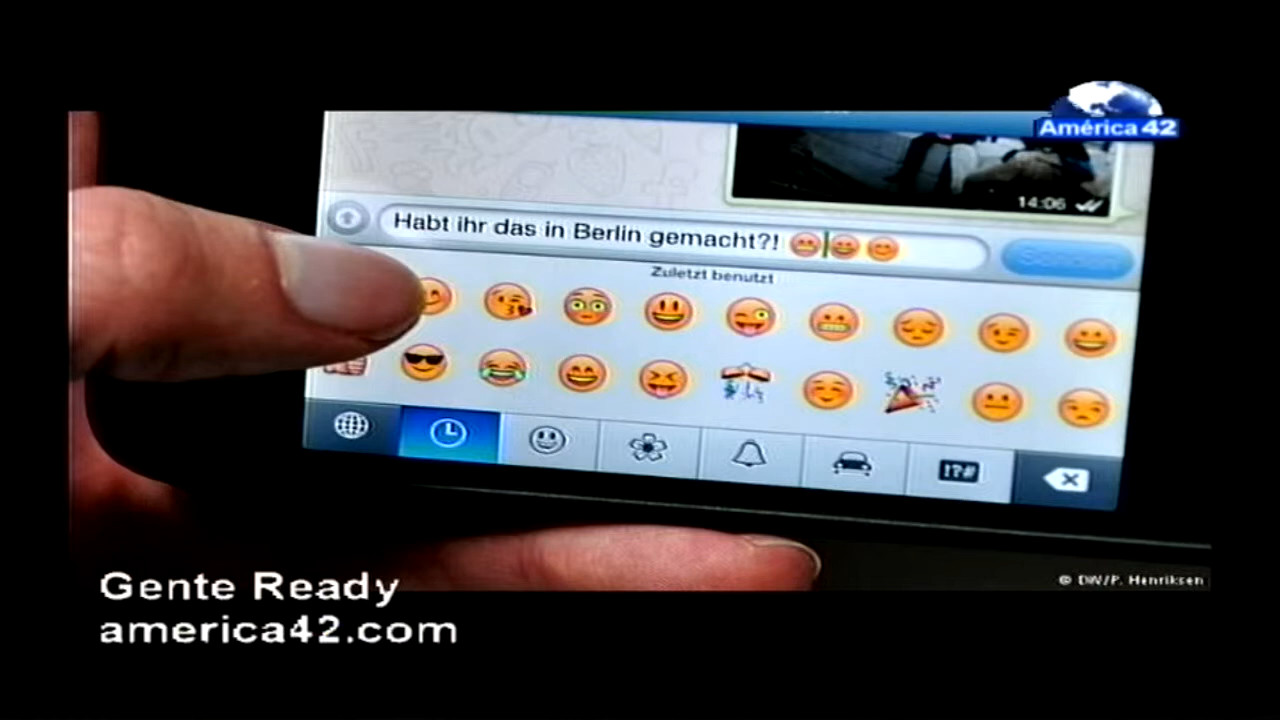 América 42
14:06
Habt ihr das in Berlin gemacht?!
Zuletzt benutzt
!?#
© DW/P. Henriksen
Gente Ready
america42.com